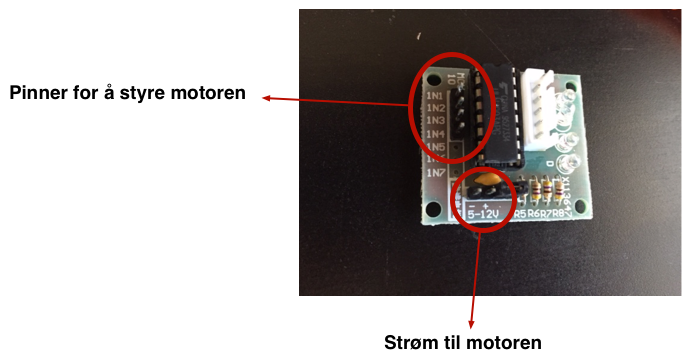 Pinner for å styre motoren
1N1
1N2
1N3
1N4
1N5
1N7
D
- +
5-12V
R5 R6 R7 R8
Strøm til motoren